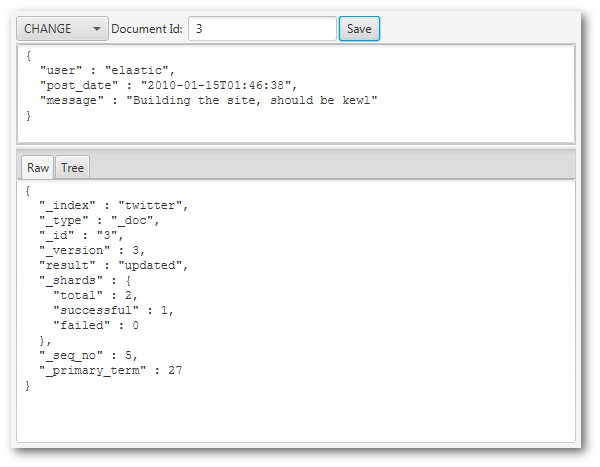 CHANGE Document Id: 3 Save
{
  "user" : "elastic",
  "post_date" : "2010-01-15T01:46:38",
  "message" : "Building the site, should be kewl"
}
Raw Tree
{
  "_index" : "twitter",
  "_type" : "_doc",
  "_id" : "3",
  "_version" : 3,
  "result" : "updated",
  "_shards" : {
    "total" : 2,
    "successful" : 1,
    "failed" : 0
  },
  "_seq_no" : 5,
  "_primary_term" : 27
}